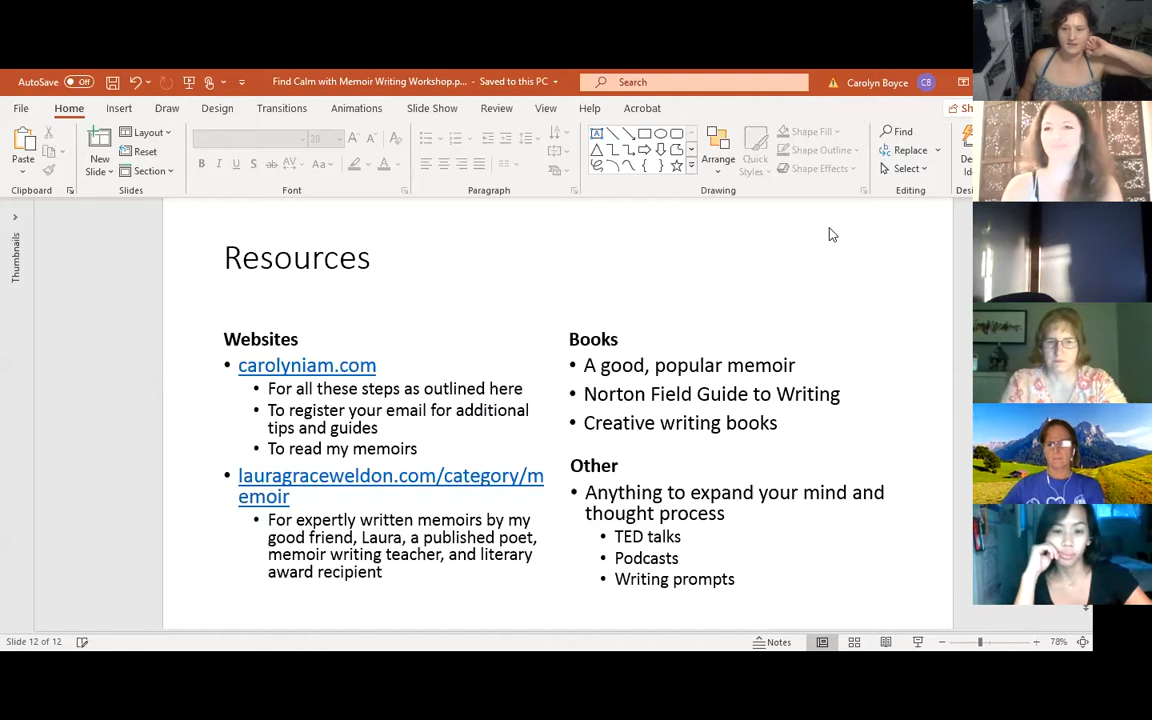 AutoSave Off Find Calm with Memoir Writing Workshop.p... - Saved to this PC Search Carolyn Boyce CB
File Home Insert Draw Design Transitions Animations Slide Show Review View Help Acrobat Sh
Paste New Slide Layout Reset Section 28 Arrange Quick Styles Shape Fill Shape Outline Shape Effects Find Replace Select
Clipboard Slides Font Paragraph Drawing Editing
Thumbnails
Resources
Websites
• carolyniam.com
• For all these steps as outlined here
• To register your email for additional
tips and guides
• To read my memoirs
• lauragraceweldon.com/category/m
emoir
• For expertly written memoirs by my
good friend, Laura, a published poet,
memoir writing teacher, and literary
award recipient
Books
• A good, popular memoir
• Norton Field Guide to Writing
• Creative writing books
Other
• Anything to expand your mind and
thought process
• TED talks
• Podcasts
• Writing prompts
Slide 12 of 12 Notes 78%